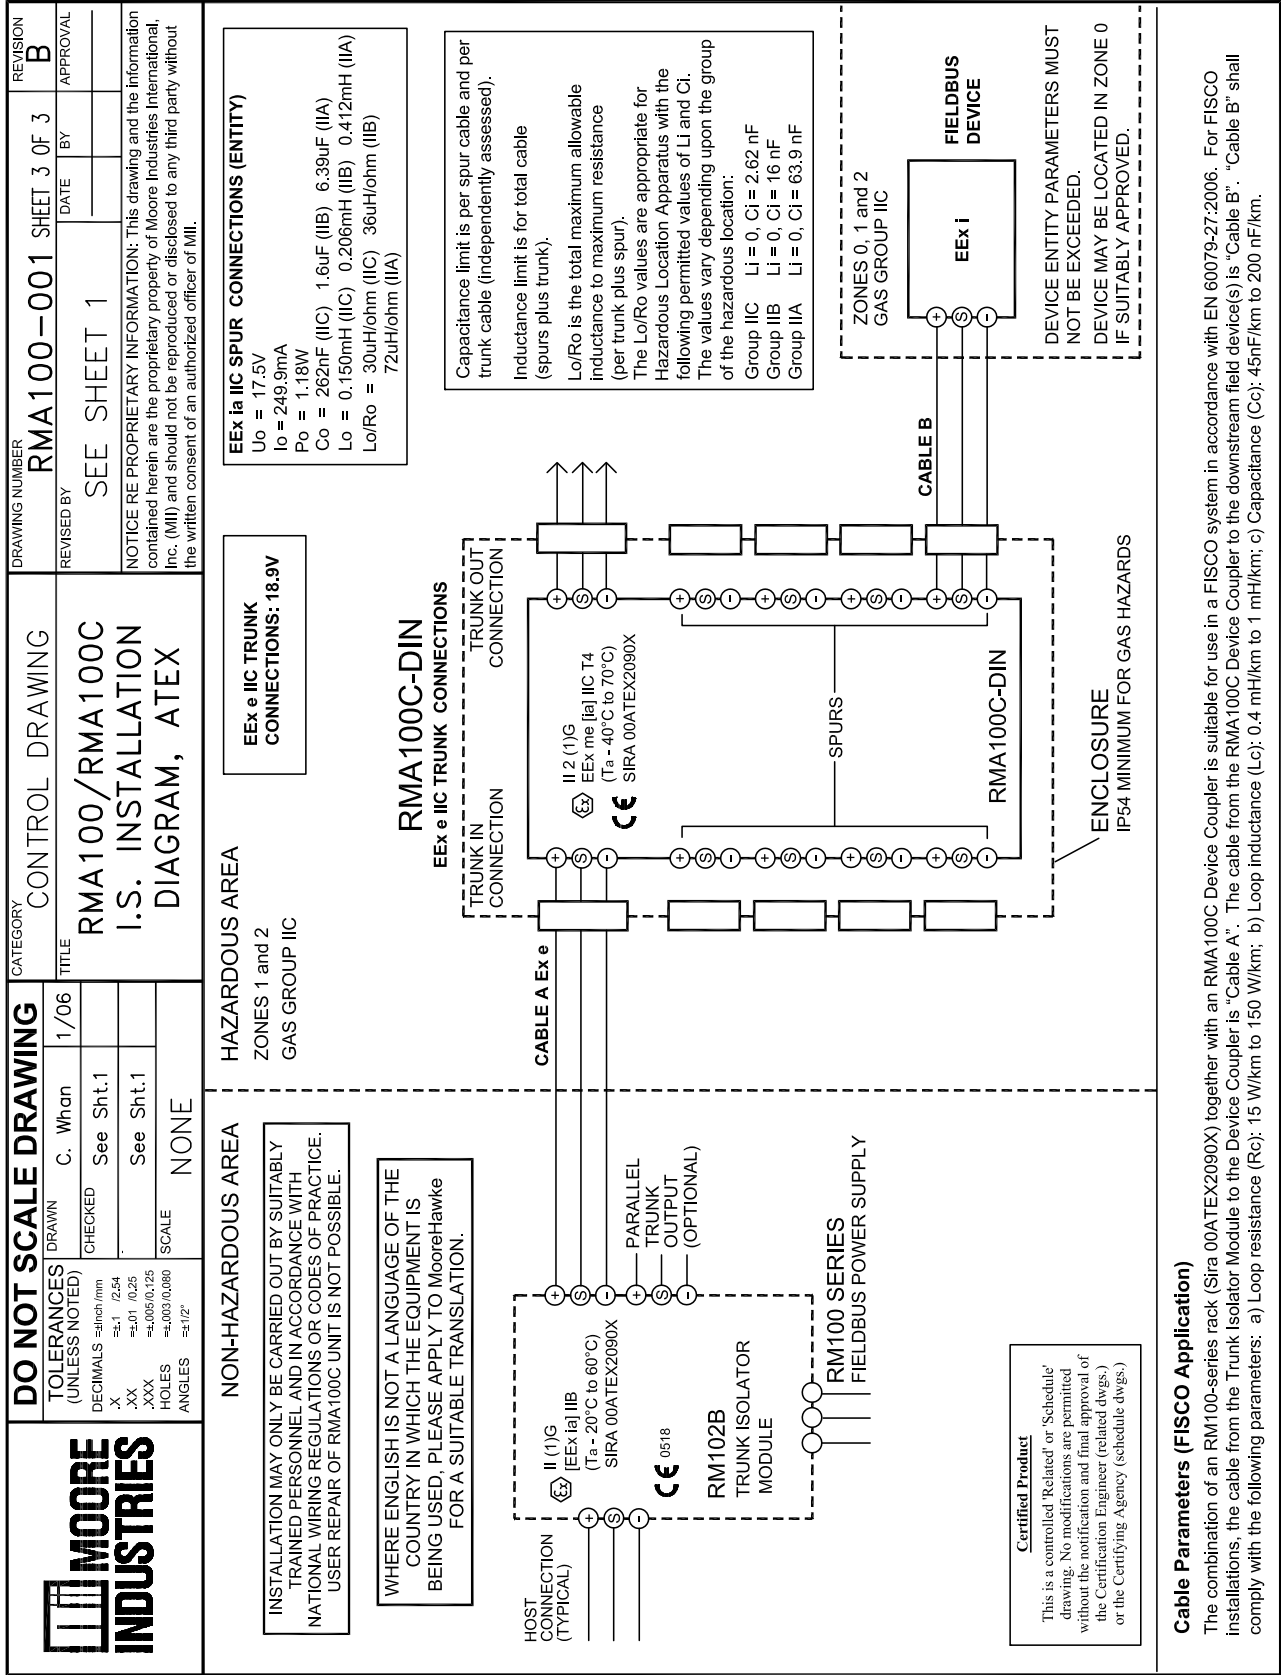 MOORE
INDUSTRIES
DO NOT SCALE DRAWING
TOLERANCES
(UNLESS NOTED)
DECIMALS =±Inch/mm
.X =±.1 /2.54
.XX =±.01 /0.25
.XXX =±.005/0.125
HOLES =±.003/0.080
ANGLES =±1/2°
DRAWN
C. Whan
1/06
CHECKED
See Sht.1
See Sht.1
SCALE
NONE
CATEGORY
CONTROL DRAWING
TITLE
RMA100/RMA100C
I.S. INSTALLATION
DIAGRAM, ATEX
DRAWING NUMBER
RMA100-001 SHEET 3 OF 3
REVISION
B
REVISED BY
SEE SHEET 1
DATE
BY
APPROVAL
NOTICE RE PROPRIETARY INFORMATION: This drawing and the information
contained herein are the proprietary property of Moore Industries International,
Inc. (MII) and should not be reproduced or disclosed to any third party without
the written consent of an authorized officer of MII.
NON-HAZARDOUS AREA
INSTALLATION MAY ONLY BE CARRIED OUT BY SUITABLY
TRAINED PERSONNEL AND IN ACCORDANCE WITH
NATIONAL WIRING REGULATIONS OR CODES OF PRACTICE.
USER REPAIR OF RMA100C UNIT IS NOT POSSIBLE.
WHERE ENGLISH IS NOT A LANGUAGE OF THE
COUNTRY IN WHICH THE EQUIPMENT IS
BEING USED, PLEASE APPLY TO MooreHawke
FOR A SUITABLE TRANSLATION.
HOST
CONNECTION
(TYPICAL)
+
S
-
Ex II (1)G
[EEx ia] IIB
(Ta - 20°C to 60°C)
SIRA 00ATEX2090X
CE 0518
RM102B
TRUNK ISOLATOR
MODULE
+
S
-
+
S
-
PARALLEL
TRUNK
OUTPUT
(OPTIONAL)
RM100 SERIES
FIELDBUS POWER SUPPLY
Certified Product
This is a controlled 'Related' or 'Schedule'
drawing. No modifications are permitted
without the notification and final approval of
the Certification Engineer (related dwgs.)
or the Certifying Agency (schedule dwgs.)
HAZARDOUS AREA
ZONES 1 and 2
GAS GROUP IIC
EEx e IIC TRUNK
CONNECTIONS: 18.9V
EEx ia IIC SPUR CONNECTIONS (ENTITY)
Uo = 17.5V
Io = 249.9mA
Po = 1.18W
Co = 262nF (IIC) 1.6uF (IIB) 6.39uF (IIA)
Lo = 0.150mH (IIC) 0.206mH (IIB) 0.412mH (IIA)
Lo/Ro = 30uH/ohm (IIC) 36uH/ohm (IIB)
72uH/ohm (IIA)
Capacitance limit is per spur cable and per
trunk cable (independently assessed).
Inductance limit is for total cable
(spurs plus trunk).
Lo/Ro is the total maximum allowable
inductance to maximum resistance
(per trunk plus spur).
The Lo/Ro values are appropriate for
Hazardous Location Apparatus with the
following permitted values of Li and Ci.
The values vary depending upon the group
of the hazardous location:
Group IIC Li = 0, Ci = 2.62 nF
Group IIB Li = 0, Ci = 16 nF
Group IIA Li = 0, Ci = 63.9 nF
RMA100C-DIN
EEx e IIC TRUNK CONNECTIONS
CABLE A Ex e
TRUNK IN
CONNECTION
TRUNK OUT
CONNECTION
+
S
-
+
S
-
Ex II 2 (1)G
EEx me [ia] IIC T4
(Ta - 40°C to 70°C)
SIRA 00ATEX2090X
CE
+
S
-
+
S
-
+
S
-
+
S
-
SPURS
+
S
-
+
S
-
+
S
-
+
S
-
RMA100C-DIN
ENCLOSURE
IP54 MINIMUM FOR GAS HAZARDS
CABLE B
ZONES 0, 1 and 2
GAS GROUP IIC
+
S
-
EEx i
FIELDBUS
DEVICE
DEVICE ENTITY PARAMETERS MUST
NOT BE EXCEEDED.
DEVICE MAY BE LOCATED IN ZONE 0
IF SUITABLY APPROVED.
Cable Parameters (FISCO Application)
The combination of an RM100-series rack (Sira 00ATEX2090X) together with an RMA100C Device Coupler is suitable for use in a FISCO system in accordance with EN 60079-27:2006. For FISCO
installations, the cable from the Trunk Isolator Module to the Device Coupler is “Cable A”. The cable from the RMA100C Device Coupler to the downstream field device(s) is “Cable B”. “Cable B” shall
comply with the following parameters: a) Loop resistance (Rc): 15 W/km to 150 W/km; b) Loop inductance (Lc): 0.4 mH/km to 1 mH/km; c) Capacitance (Cc): 45nF/km to 200 nF/km.